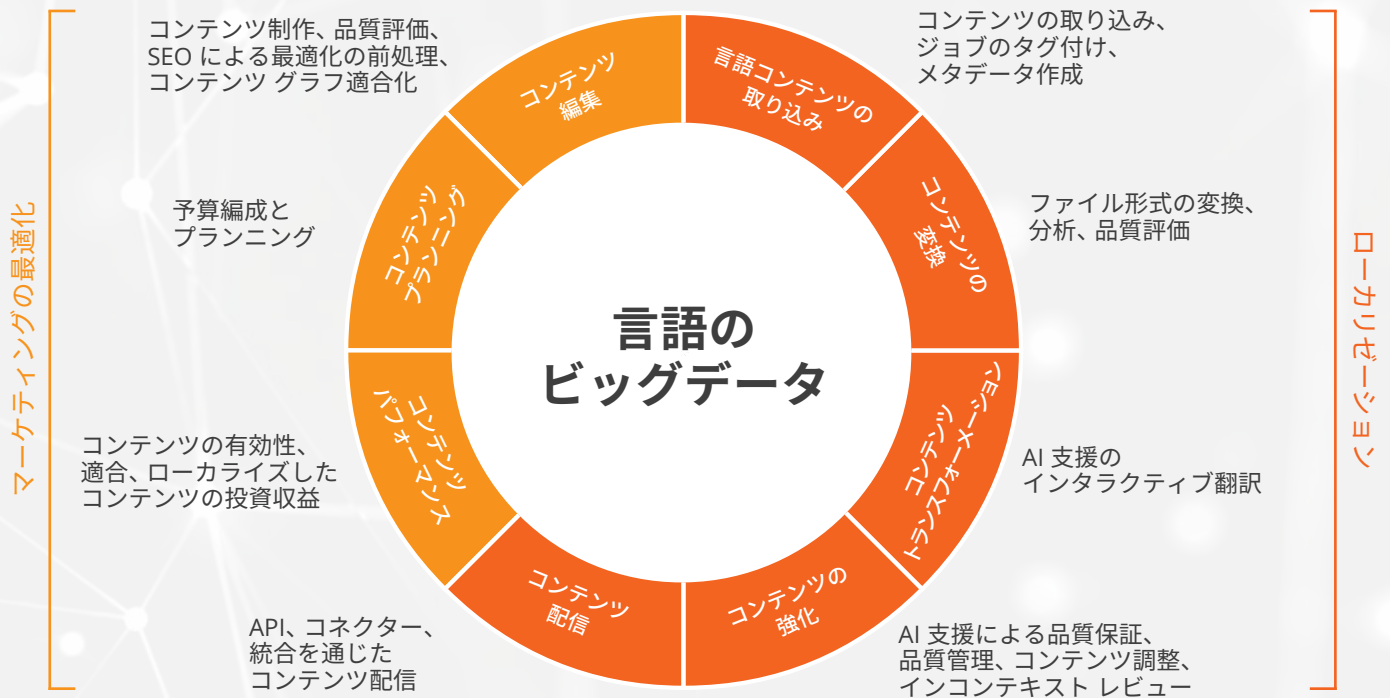 コンテンツ制作、品質評価、
SEO による最適化の前処理、
コンテンツ グラフ適合化
コンテンツの取り込み、
ジョブのタグ付け、
メタデータ作成
コンテンツ
編集
言語コンテンツの
取り込み
マーケティングの最適化
予算編成と
プランニング
コンテンツ
プランニング
コンテンツの
変換
ファイル形式の変換、
分析、品質評価
ローカリゼーション
言語の
ビッグデータ
コンテンツの有効性、
適合、ローカライズした
コンテンツの投資収益
コンテンツ
パフォーマンス
コンテンツ
トランスフォーメーション
AI 支援の
インタラクティブ翻訳
API、コネクター、
統合を通じた
コンテンツ配信
コンテンツ
配信
コンテンツの
強化
AI 支援による品質保証、
品質管理、コンテンツ調整、
インコンテキスト レビュー